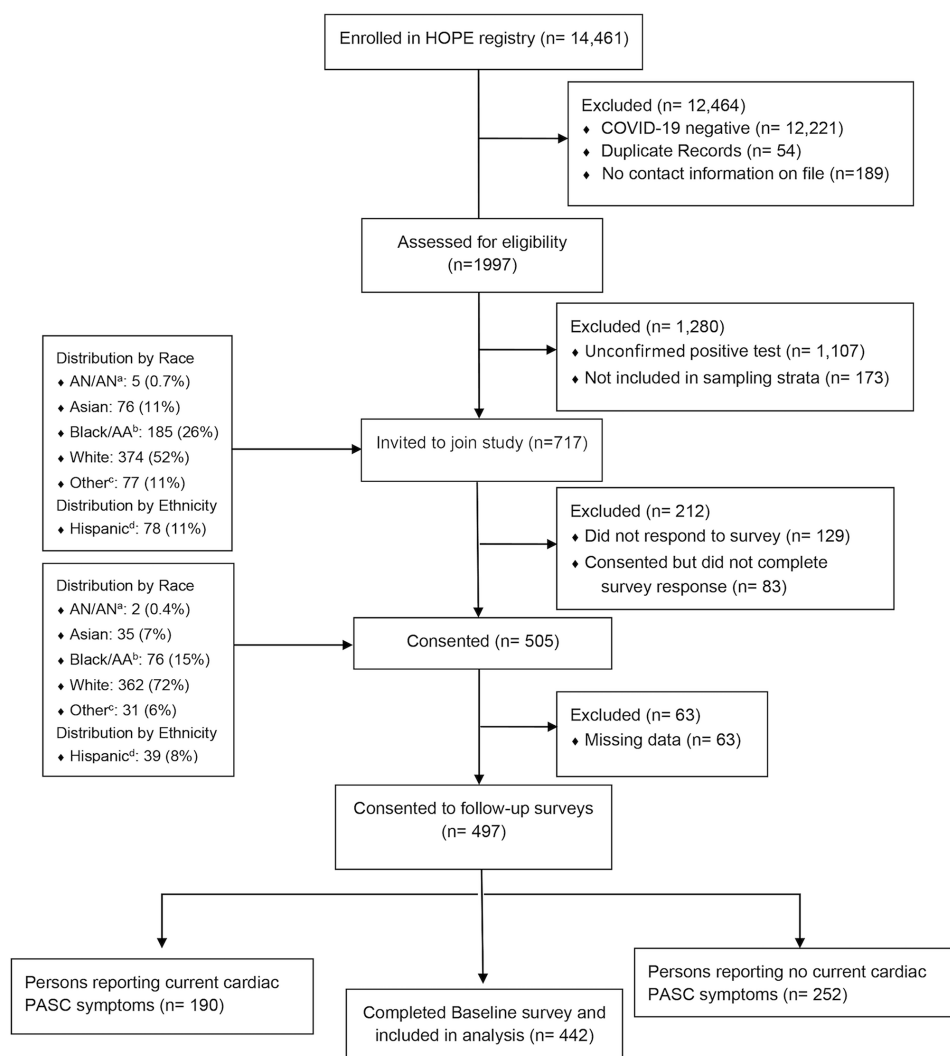 Enrolled in HOPE registry (n= 14,461)
Excluded (n= 12,464)
♦ COVID-19 negative (n= 12,221)
♦ Duplicate Records (n= 54)
♦ No contact information on file (n=189)
Assessed for eligibility
(n=1997)
Excluded (n= 1,280)
♦ Unconfirmed positive test (n= 1,107)
♦ Not included in sampling strata (n= 173)
Distribution by Race
♦ AN/ANᵃ: 5 (0.7%)
♦ Asian: 76 (11%)
♦ Black/AAᵇ: 185 (26%)
♦ White: 374 (52%)
♦ Otherᶜ: 77 (11%)
Distribution by Ethnicity
♦ Hispanicᵈ: 78 (11%)
Invited to join study (n=717)
Excluded (n= 212)
♦ Did not respond to survey (n= 129)
♦ Consented but did not complete
survey response (n= 83)
Distribution by Race
♦ AN/ANᵃ: 2 (0.4%)
♦ Asian: 35 (7%)
♦ Black/AAᵇ: 76 (15%)
♦ White: 362 (72%)
♦ Otherᶜ: 31 (6%)
Distribution by Ethnicity
♦ Hispanicᵈ: 39 (8%)
Consented (n= 505)
Excluded (n= 63)
♦ Missing data (n= 63)
Consented to follow-up surveys
(n= 497)
Persons reporting current cardiac
PASC symptoms (n= 190)
Completed Baseline survey and
included in analysis (n= 442)
Persons reporting no current cardiac
PASC symptoms (n= 252)